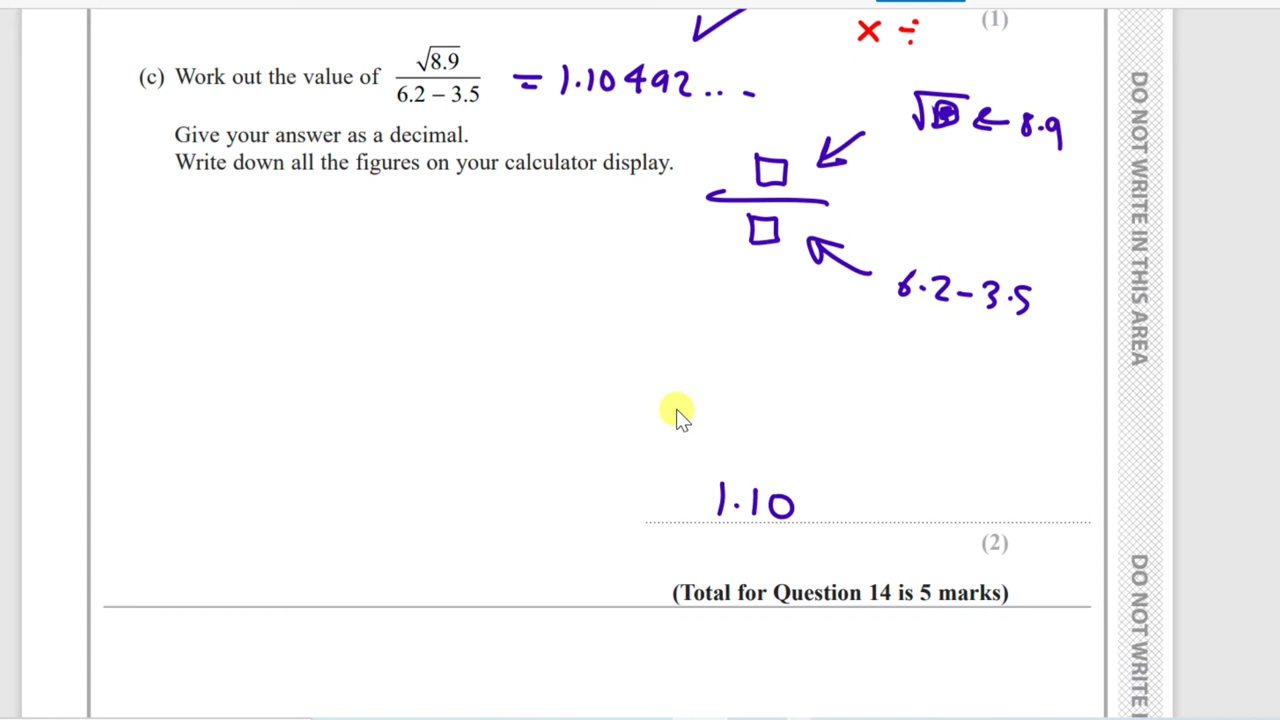 (1)
× ÷
(c) Work out the value of √8.9 / 6.2 – 3.5 = 1.10492...-
√▢ ← 8.9
Give your answer as a decimal.
Write down all the figures on your calculator display.
6.2-3.5
1.10
(2)
(Total for Question 14 is 5 marks)
DO NOT WRITE IN THIS AREA
DO NOT WRITE I